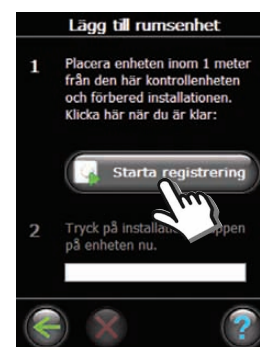 Lägg till rumsenhet
1 Placera enheten inom 1 meter
från den här kontrollenheten
och förbered installationen.
Klicka här när du är klar:
Starta registrering
2 Tryck på
på enheten nu.
?